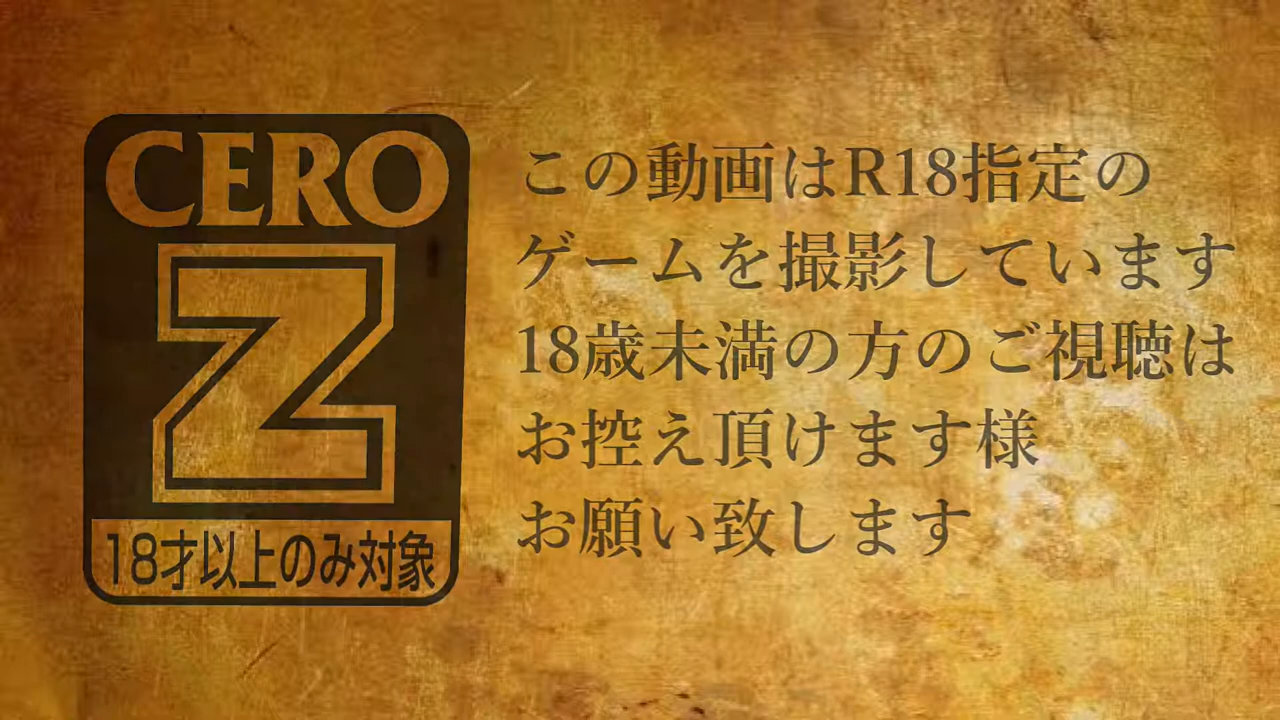 CERO
Z
18才以上のみ対象
この動画はR18指定の
ゲームを撮影しています
18歳未満の方のご視聴は
お控え頂けます様
お願い致します